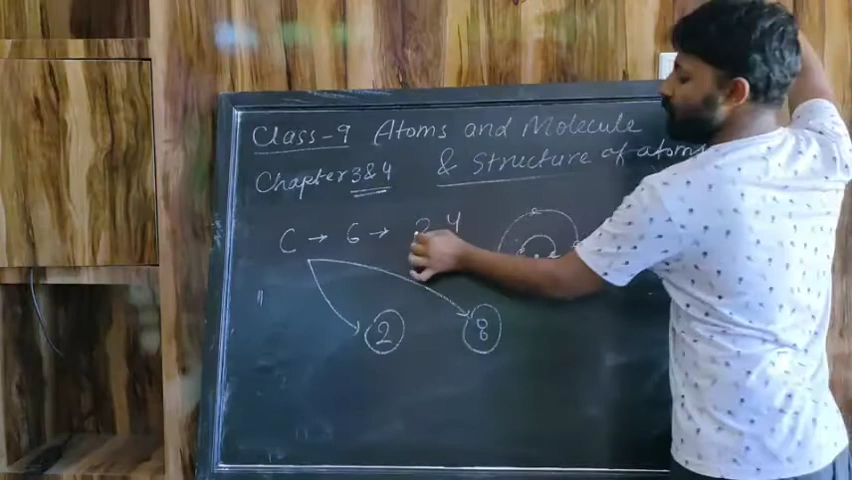 Class-9 Atoms and Molecule
Chapter 3&4 & Structure of atoms
C → 6 → 2 4
2 8